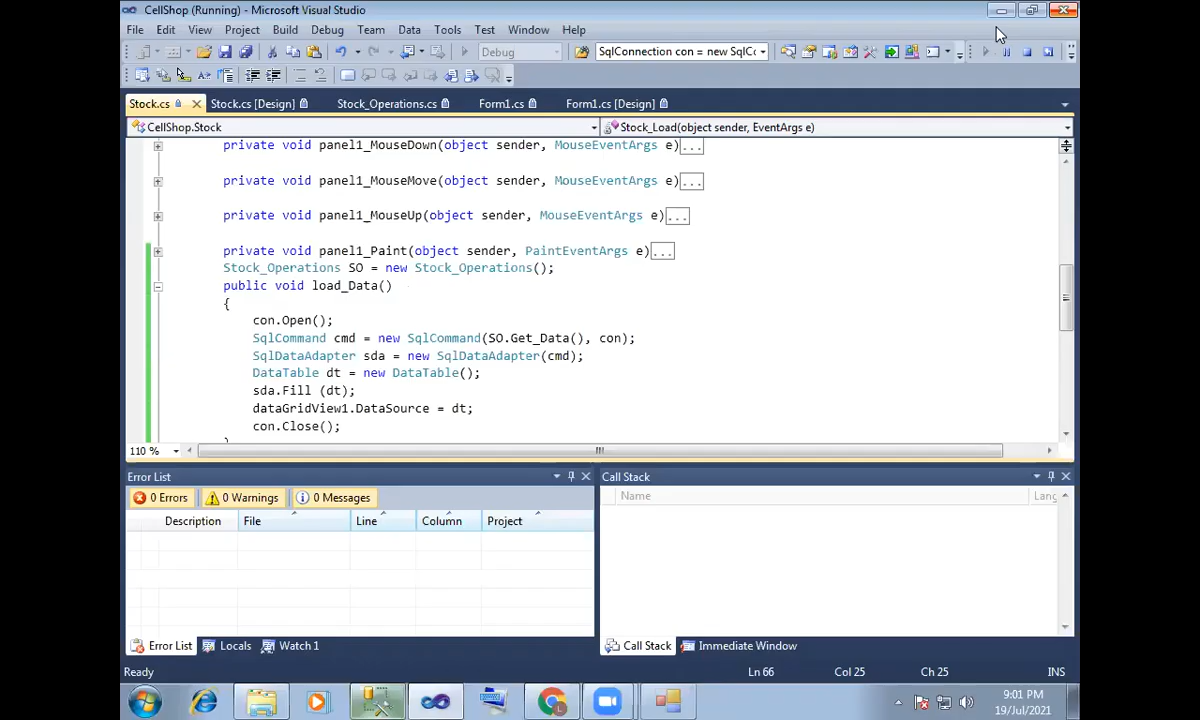 CellShop (Running) - Microsoft Visual Studio
File Edit View Project Build Debug Team Data Tools Test Window Help
Debug SqlConnection con = new SqlCo
Stock.cs Stock.cs [Design] Stock_Operations.cs Form1.cs Form1.cs [Design]
CellShop.Stock Stock_Load(object sender, EventArgs e)
private void panel1_MouseDown(object sender, MouseEventArgs e)...
private void panel1_MouseMove(object sender, MouseEventArgs e)...
private void panel1_MouseUp(object sender, MouseEventArgs e)...
private void panel1_Paint(object sender, PaintEventArgs e)...
Stock_Operations SO = new Stock_Operations();
public void load_Data()
{
con.Open();
SqlCommand cmd = new SqlCommand(SO.Get_Data(), con);
SqlDataAdapter sda = new SqlDataAdapter(cmd);
DataTable dt = new DataTable();
sda.Fill (dt);
dataGridView1.DataSource = dt;
con.Close();
110 %
Error List
0 Errors 0 Warnings 0 Messages
Description File Line Column Project
Call Stack
Name Lang
Error List Locals Watch 1
Call Stack Immediate Window
Ready Ln 66 Col 25 Ch 25 INS
9:01 PM
19/Jul/2021